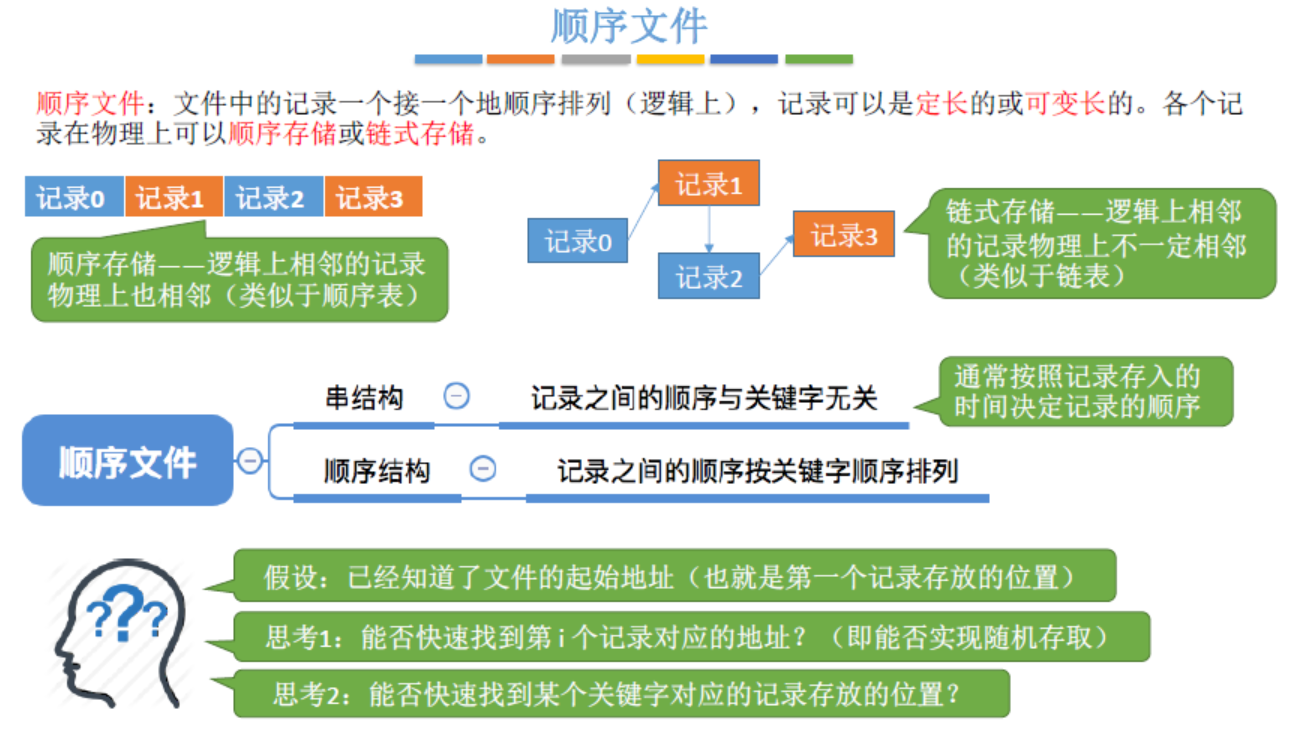 顺序文件
顺序文件：文件中的记录一个接一个地顺序排列（逻辑上），记录可以是定长的或可变长的。各个记
录在物理上可以顺序存储或链式存储。
记录0 记录1 记录2 记录3
顺序存储——逻辑上相邻的记录
物理上也相邻（类似于顺序表）
记录0
记录1
记录2
记录3
链式存储——逻辑上相邻
的记录物理上不一定相邻
（类似于链表）
顺序文件
串结构
记录之间的顺序与关键字无关
通常按照记录存入的
时间决定记录的顺序
顺序结构
记录之间的顺序按关键字顺序排列
???
假设：已经知道了文件的起始地址（也就是第一个记录存放的位置）
思考1：能否快速找到第i个记录对应的地址？（即能否实现随机存取）
思考2：能否快速找到某个关键字对应的记录存放的位置？